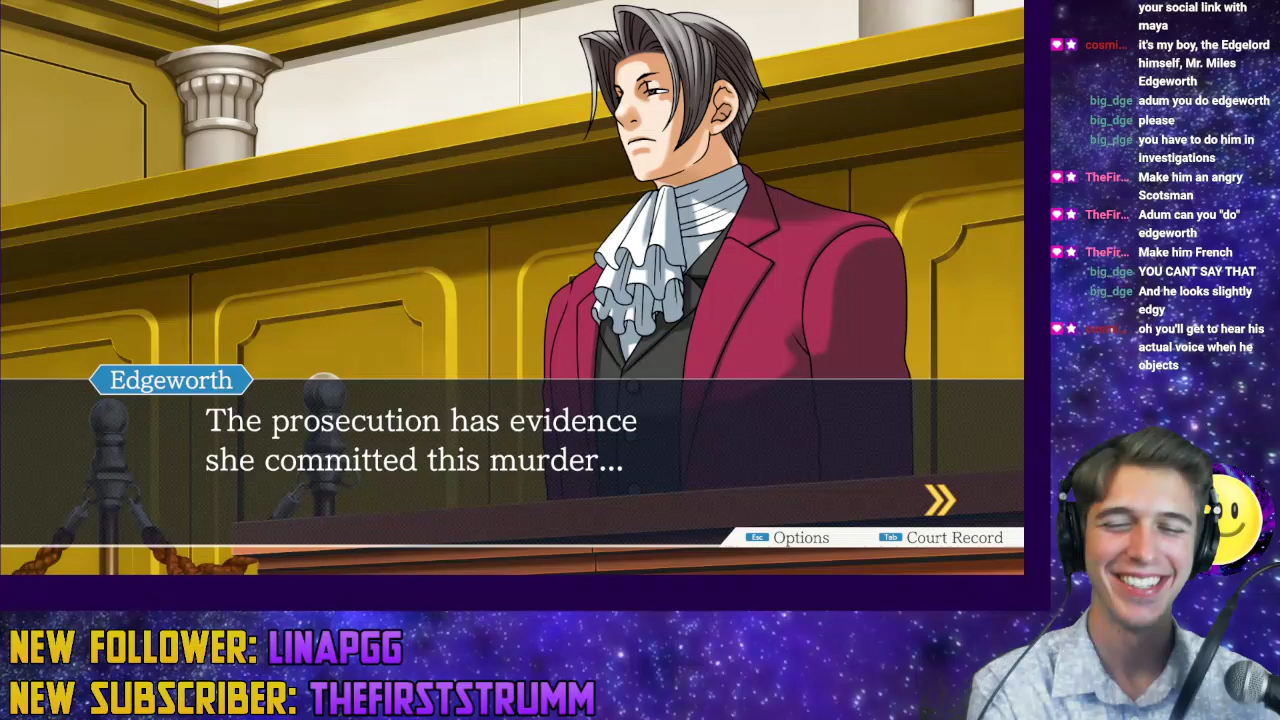 Edgeworth
The prosecution has evidence
she committed this murder...
Esc Options
Tab Court Record
your social link with
maya
cosmi... it's my boy, the Edgelord
himself, Mr. Miles
Edgeworth
big_dge adum you do edgeworth
big_dge please
big_dge you have to do him in
investigations
TheFir... Make him an angry
Scotsman
TheFir... Adum can you "do"
edgeworth
TheFir... Make him French
big_dge YOU CANT SAY THAT
big_dge And he looks slightly
edgy
oh you'll get to hear his
actual voice when he
objects
NEW FOLLOWER: LINAPGG
NEW SUBSCRIBER: THEFIRSTSTRUMM